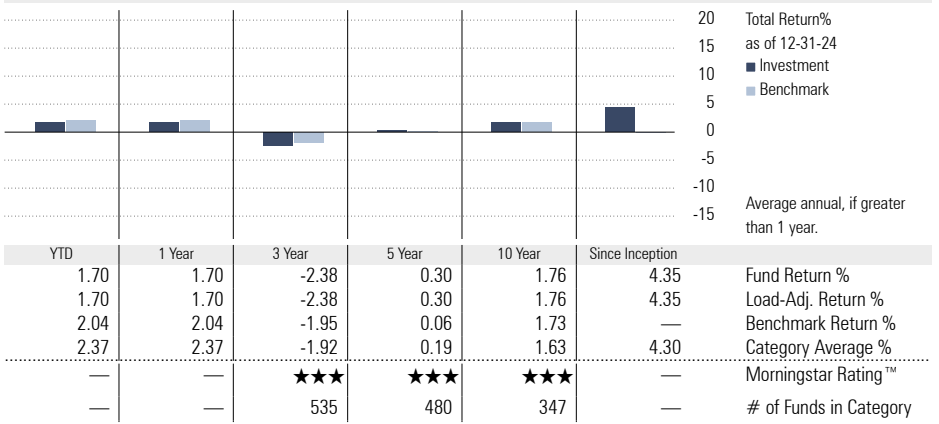 20 Total Return%
15 as of 12-31-24
10 ■ Investment
5 ■ Benchmark
0
-5
-10
-15
Average annual, if greater
than 1 year.
YTD 1 Year 3 Year 5 Year 10 Year Since Inception
1.70 1.70 -2.38 0.30 1.76 4.35 Fund Return %
1.70 1.70 -2.38 0.30 1.76 4.35 Load-Adj. Return %
2.04 2.04 -1.95 0.06 1.73 — Benchmark Return %
2.37 2.37 -1.92 0.19 1.63 4.30 Category Average %
— — ★★★ ★★★ ★★★ — Morningstar Rating™
— — 535 480 347 — # of Funds in Category